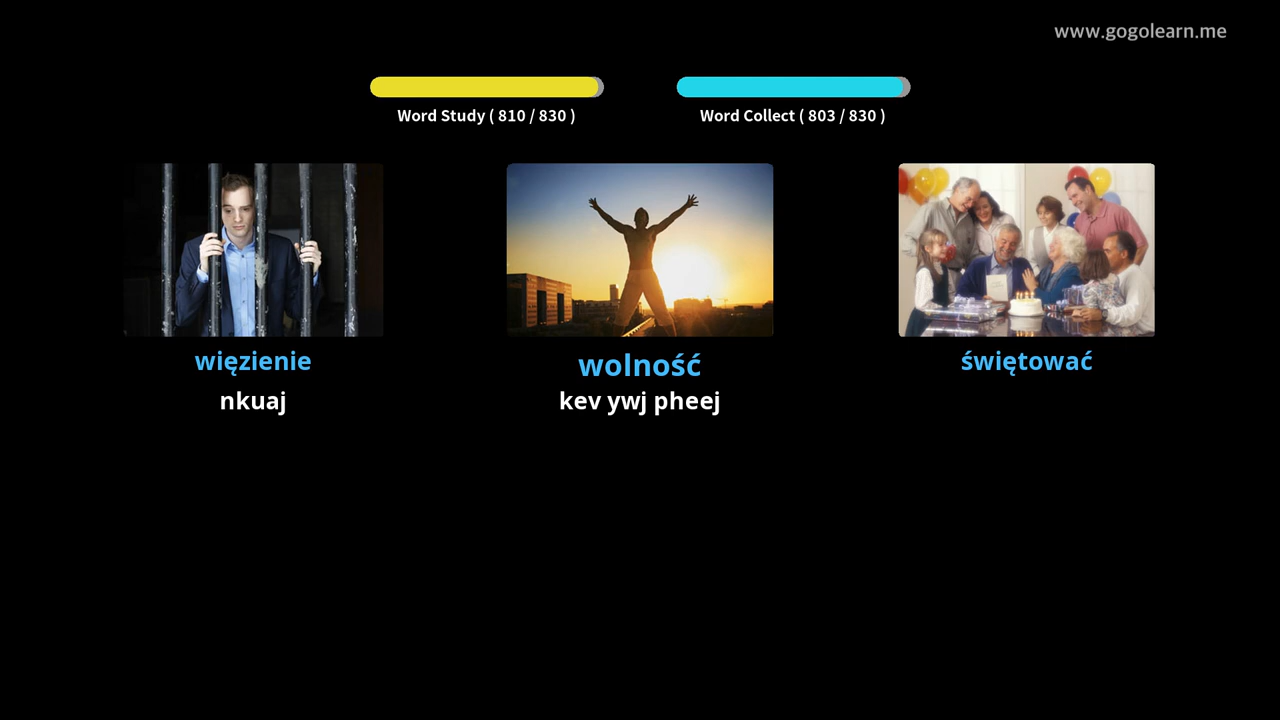 www.gogolearn.me
Word Study ( 810 / 830 )
Word Collect ( 803 / 830 )
więzienie
wolność
świętować
nkuaj
kev ywj pheej